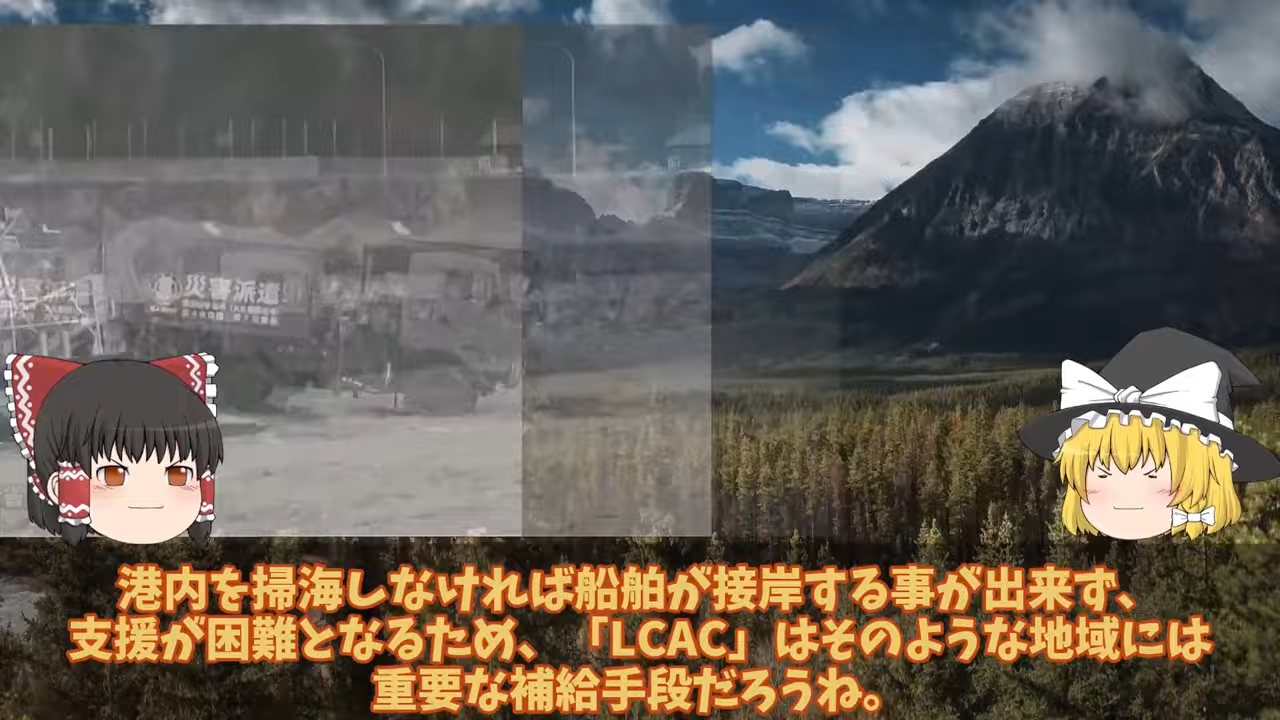 災害派遣
港内を掃海しなければ船舶が接岸する事が出来ず、
支援が困難となるため、「LCAC」はそのような地域には
重要な補給手段だろうね。